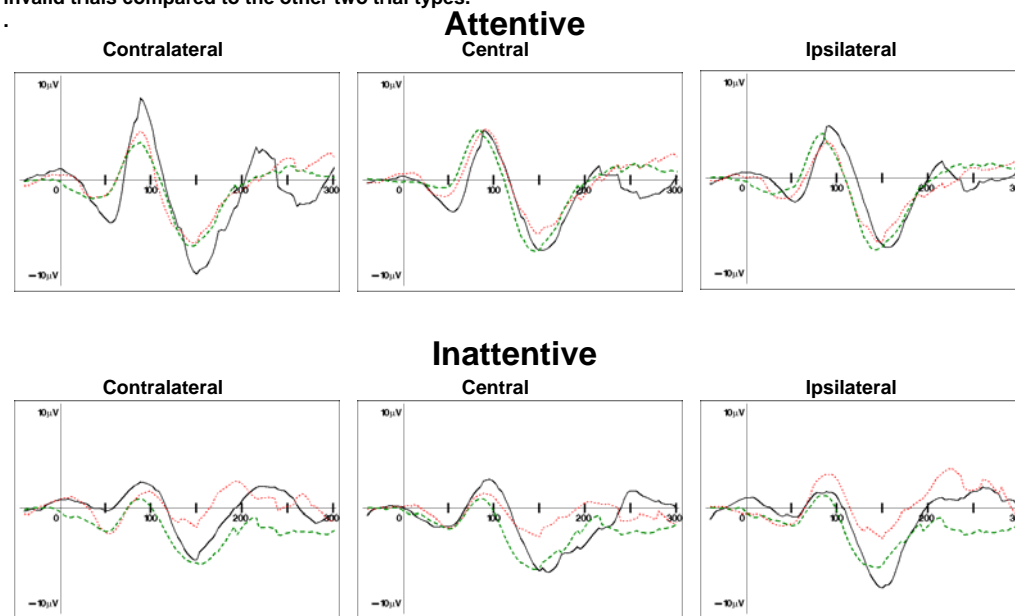 invalid trials compared to the other two trial types.
.
Attentive
Contralateral Central Ipsilateral
10μV 10μV 10μV
0 100 200 300 0 100 200 300 0 200 3
−10μV −10μV −10μV
Inattentive
Contralateral Central Ipsilateral
10μV 10μV 10μV
0 100 200 300 0 100 200 300 0 100 200 3
−10μV −10μV −10μV